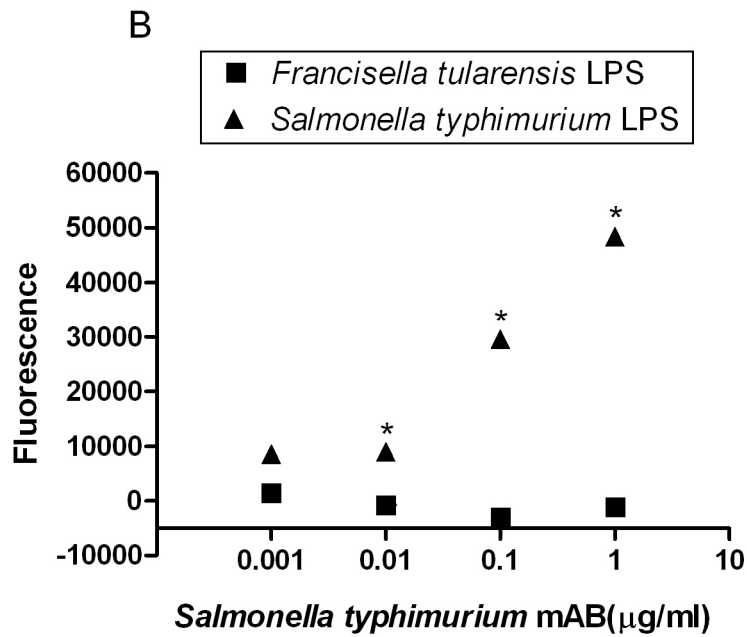 B
Francisella tularensis LPS
Salmonella typhimurium LPS
60000
50000
40000
30000
20000
10000
0
-10000
Fluorescence
*
*
*
0.001 0.01 0.1 1 10
Salmonella typhimurium mAB(μg/ml)